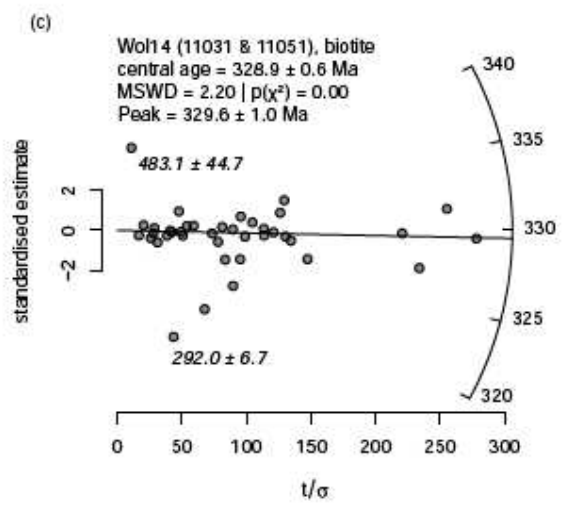 (c)
Wol14 (11031 & 11051), biotite
central age = 328.9 ± 0.6 Ma
MSWD = 2.20 | p(χ²) = 0.00
Peak = 329.6 ± 1.0 Ma
340
335
330
325
320
483.1 ± 44.7
292.0 ± 6.7
standardised estimate
2
0
−2
0 50 100 150 200 250 300
t/σ